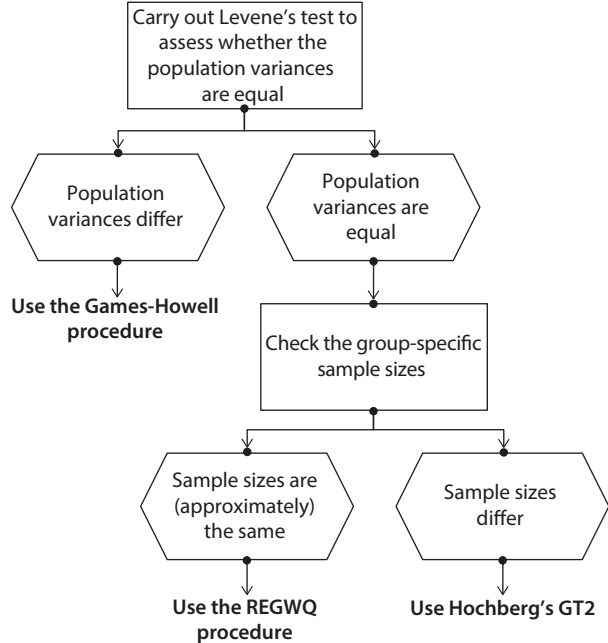 Carry out Levene's test to
assess whether the
population variances
are equal
Population
variances differ
Population
variances are
equal
Use the Games-Howell
procedure
Check the group-specific
sample sizes
Sample sizes are
(approximately)
the same
Sample sizes
differ
Use the REGWQ
procedure
Use Hochberg's GT2